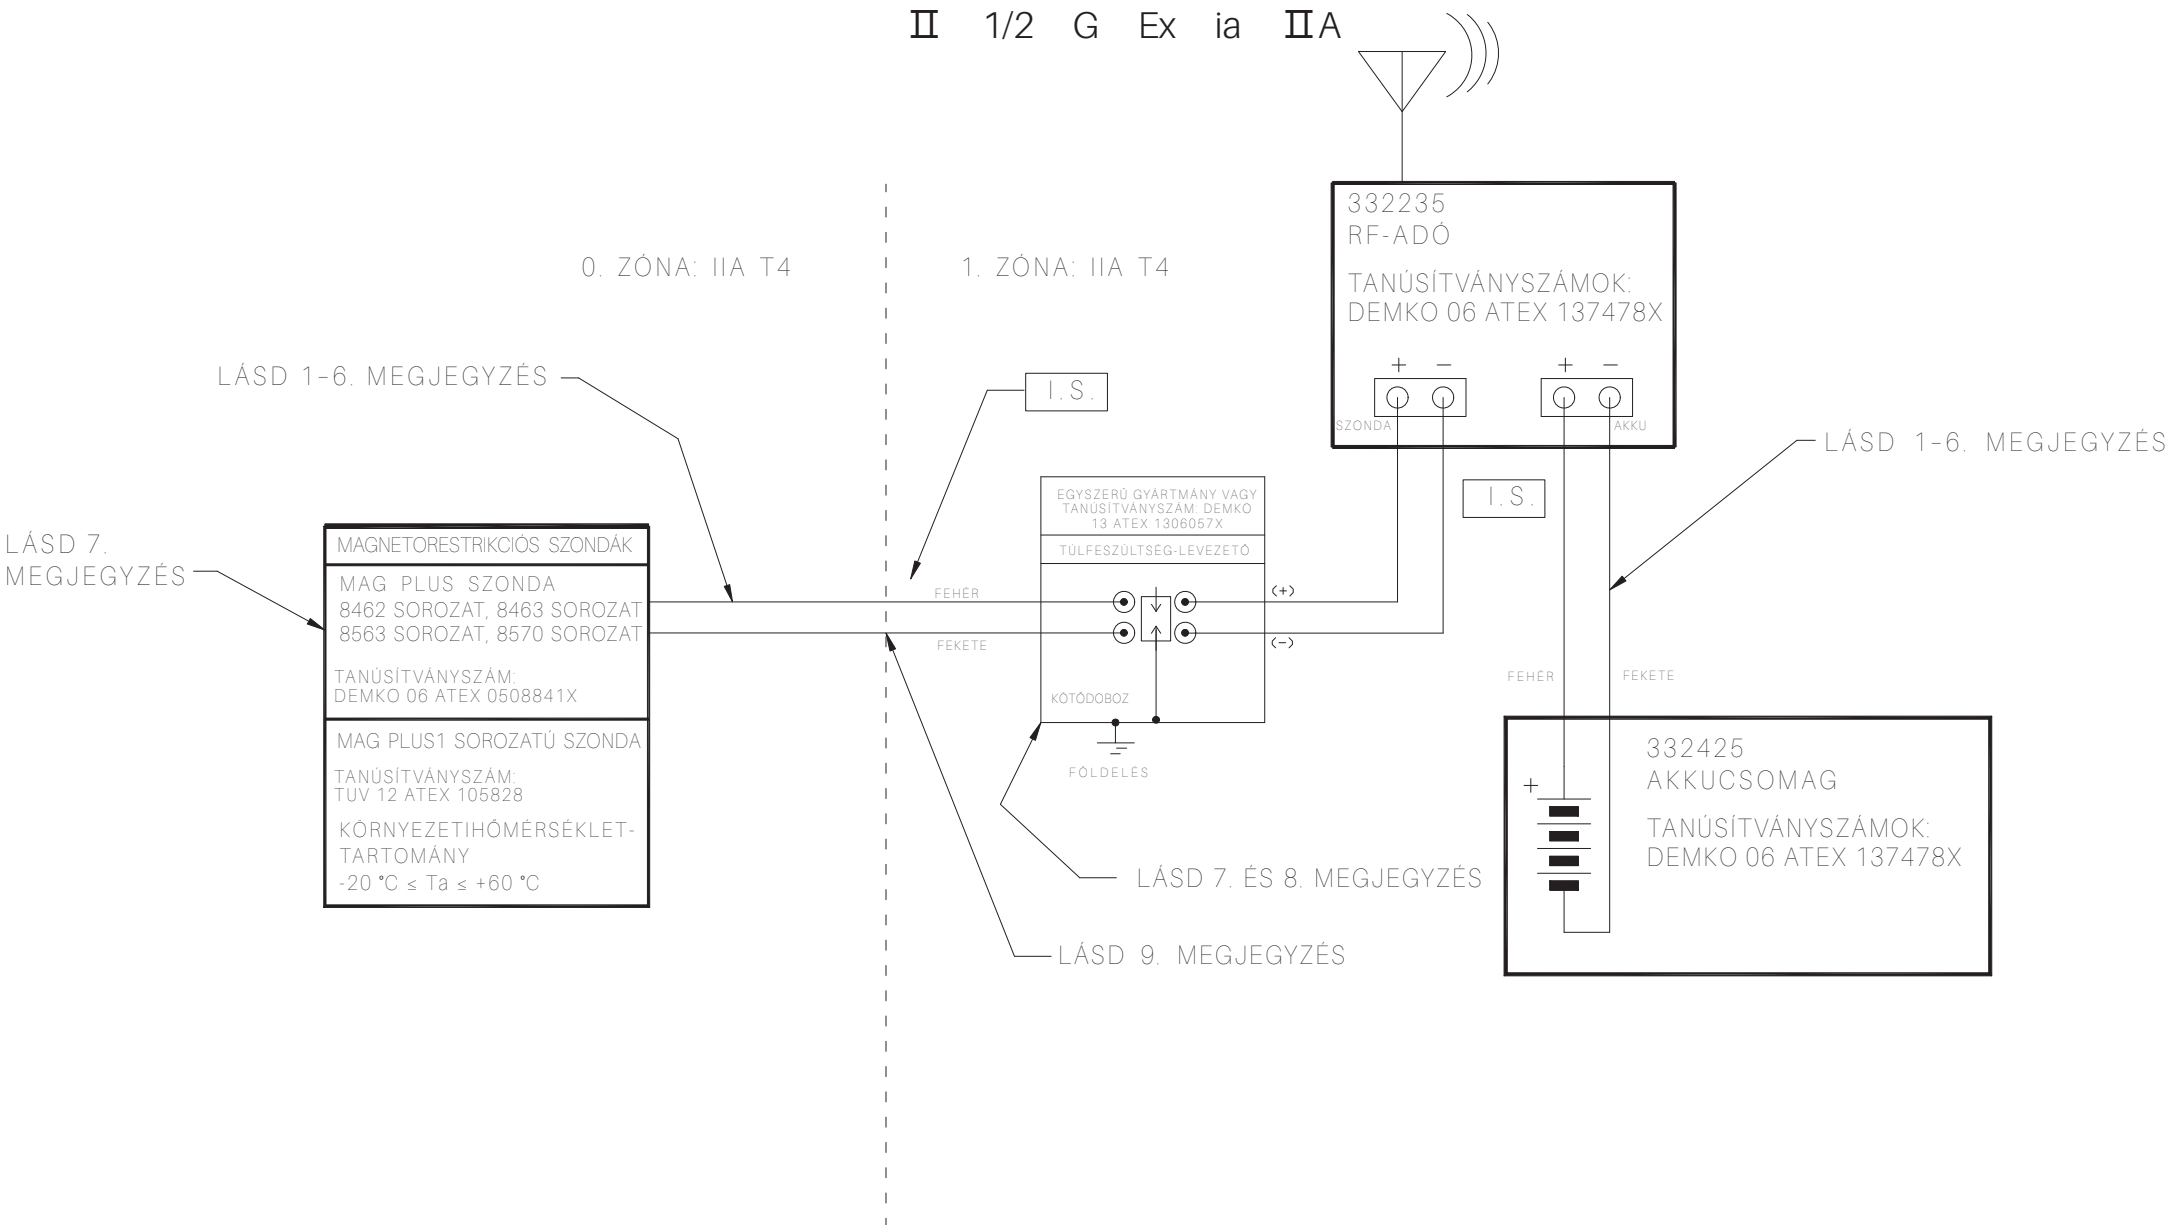 II 1/2 G Ex ia IIA
0. ZÓNA: IIA T4
1. ZÓNA: IIA T4
332235
RF-ADÓ
TANÚSÍTVÁNYSZÁMOK:
DEMKO 06 ATEX 137478X
+ − + −
SZONDA
AKKU
LÁSD 1-6. MEGJEGYZÉS
I.S.
LÁSD 1-6. MEGJEGYZÉS
I.S.
LÁSD 7.
MEGJEGYZÉS
MAGNETORESTRIKCIÓS SZONDÁK
MAG PLUS SZONDA
8462 SOROZAT, 8463 SOROZAT
8563 SOROZAT, 8570 SOROZAT
TANÚSÍTVÁNYSZÁM:
DEMKO 06 ATEX 0508841X
MAG PLUS1 SOROZATÚ SZONDA
TANÚSÍTVÁNYSZÁM:
TUV 12 ATEX 105828
KÖRNYEZETIHŐMÉRSÉKLET-
TARTOMÁNY
-20 °C ≤ Ta ≤ +60 °C
EGYSZERŰ GYÁRTMÁNY VAGY
TANÚSÍTVÁNYSZÁM: DEMKO
13 ATEX 1306057X
TÚLFESZÜLTSÉG-LEVEZETŐ
FEHÉR
FEKETE
(+)
(−)
KÖTŐDOBOZ
FÖLDELÉS
FEHÉR
FEKETE
LÁSD 7. ÉS 8. MEGJEGYZÉS
LÁSD 9. MEGJEGYZÉS
+
332425
AKKUCSOMAG
TANÚSÍTVÁNYSZÁMOK:
DEMKO 06 ATEX 137478X